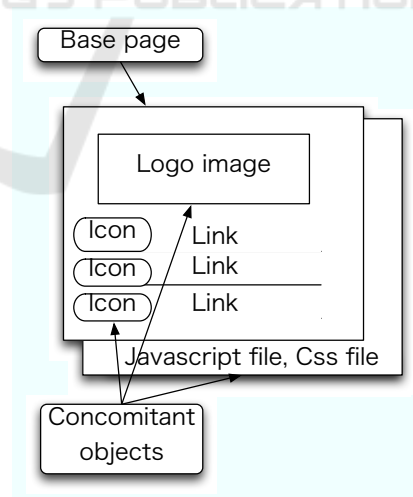 Base page
Logo image
Icon Link
Icon Link
Icon Link
Javascript file, Css file
Concomitant
objects